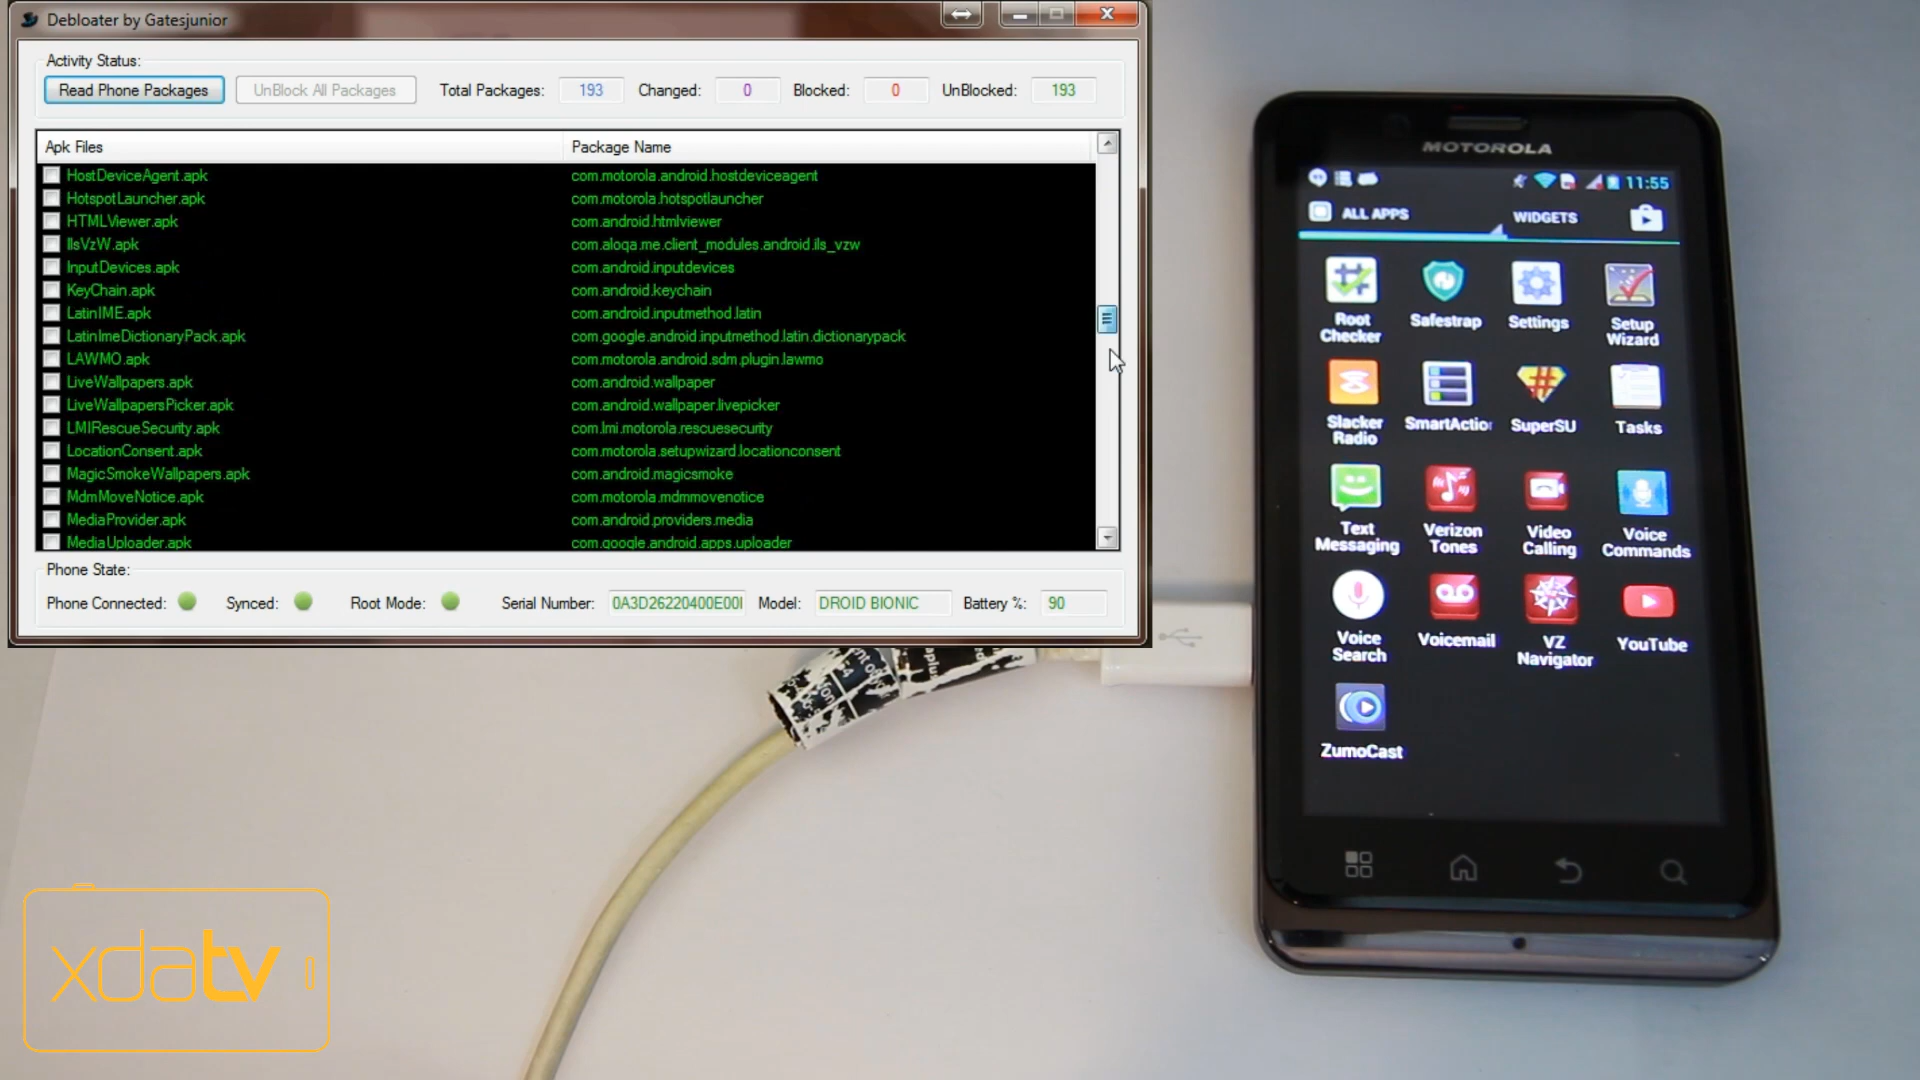 Debloater by Gatesjunior
Activity Status:
Read Phone Packages UnBlock All Packages Total Packages: 193 Changed: 0 Blocked: 0 UnBlocked: 193
Apk Files Package Name
HostDeviceAgent.apk com.motorola.android.hostdeviceagent
HotspotLauncher.apk com.motorola.hotspotlauncher
HTMLViewer.apk com.android.htmlviewer
IlsVzW.apk com.aloqa.me.client_modules.android.ils_vzw
InputDevices.apk com.android.inputdevices
KeyChain.apk com.android.keychain
LatinIME.apk com.android.inputmethod.latin
LatinImeDictionaryPack.apk com.google.android.inputmethod.latin.dictionarypack
LAWMO.apk com.motorola.android.sdm.plugin.lawmo
LiveWallpapers.apk com.android.wallpaper
LiveWallpapersPicker.apk com.android.wallpaper.livepicker
LMIRescueSecurity.apk com.lmi.motorola.rescuesecurity
LocationConsent.apk com.motorola.setupwizard.locationconsent
MagicSmokeWallpapers.apk com.android.magicsmoke
MdmMoveNotice.apk com.motorola.mdmmovenotice
MediaProvider.apk com.android.providers.media
MediaUploader.apk com.google.android.apps.uploader
Phone State:
Phone Connected: Synced: Root Mode: Serial Number: 0A3D26220400E00 Model: DROID BIONIC Battery %: 90
MOTOROLA
11:55
ALL APPS WIDGETS
Root Checker Safestrap Settings Setup Wizard
Slacker Radio SmartActio SuperSU Tasks
Text Messaging Verizon Tones Video Calling Voice Commands
Voice Search Voicemail VZ Navigator YouTube
ZumoCast
xdatv